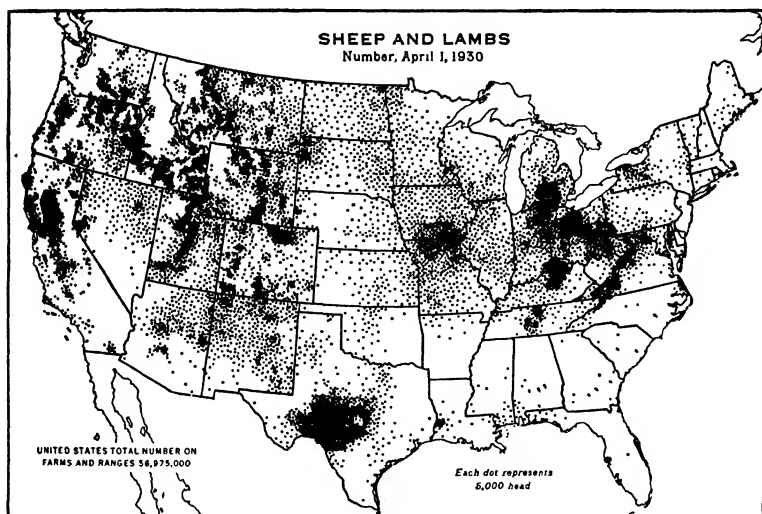 SHEEP AND LAMBS
Number, April 1, 1930
UNITED STATES TOTAL NUMBER ON
FARMS AND RANGES 56,975,000
Each dot represents
5,000 head